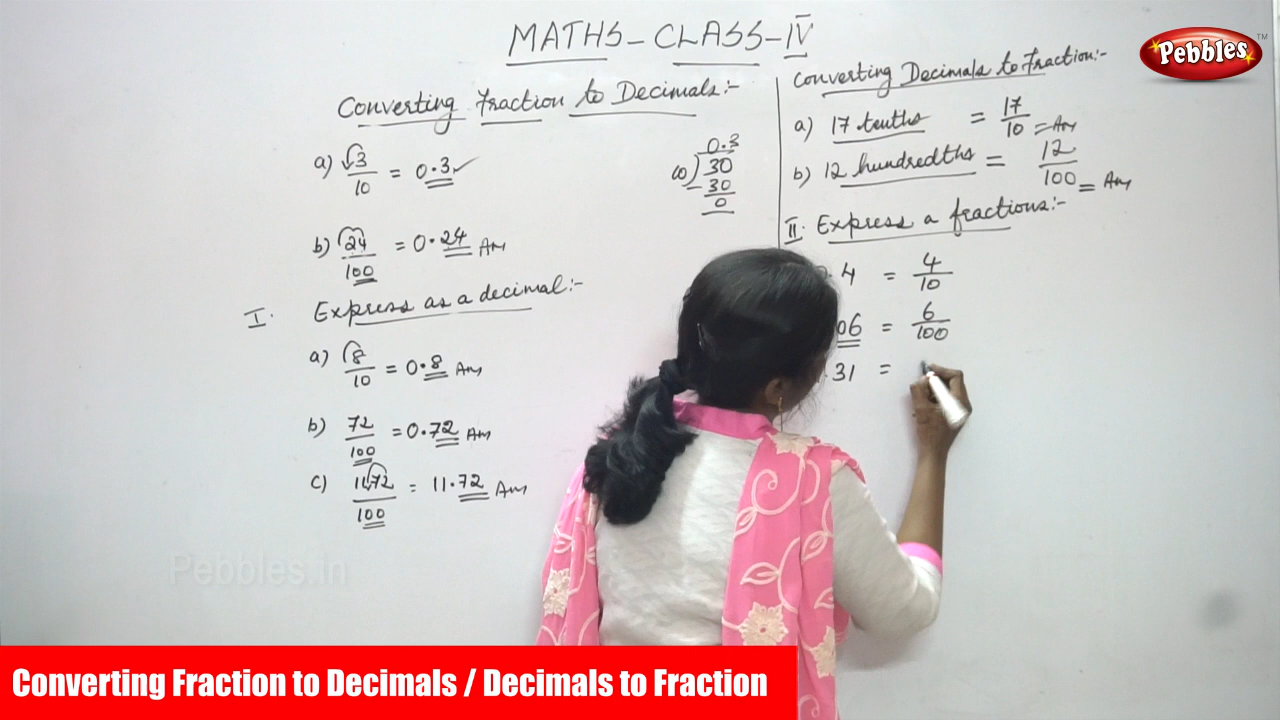 MATHS - CLASS - IV
Pebbles™
Converting Fraction to Decimals:-
a) 3/10 = 0.3 ✓
0.3
10) 30
- 30
0
b) 24/100 = 0.24 Ans
I. Express as a decimal:-
a) 8/10 = 0.8 Ans
b) 72/100 = 0.72 Ans
c) 1172/100 = 11.72 Ans
Converting Decimals to Fraction:-
a) 17 tenths = 17/10 = Ans
b) 12 hundredths = 12/100 = Ans
II. Express a fractions:-
.4 = 4/10
06 = 6/100
.31 =
Pebbles.in
Converting Fraction to Decimals / Decimals to Fraction